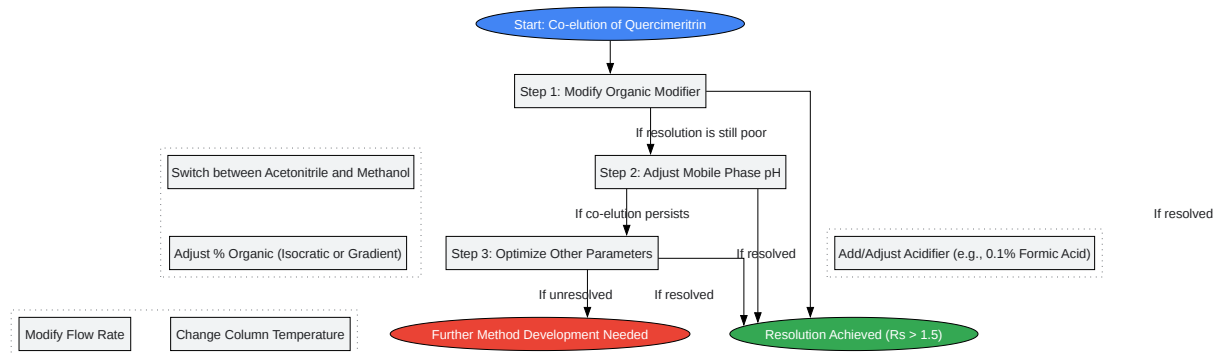 Start: Co-elution of Quercimeritrin
Step 1: Modify Organic Modifier
If resolution is still poor
Switch between Acetonitrile and Methanol
Step 2: Adjust Mobile Phase pH
If co-elution persists
If resolved
Adjust % Organic (Isocratic or Gradient)
Step 3: Optimize Other Parameters
If resolved
Add/Adjust Acidifier (e.g., 0.1% Formic Acid)
If unresolved
If resolved
Modify Flow Rate
Change Column Temperature
Further Method Development Needed
Resolution Achieved (Rs > 1.5)